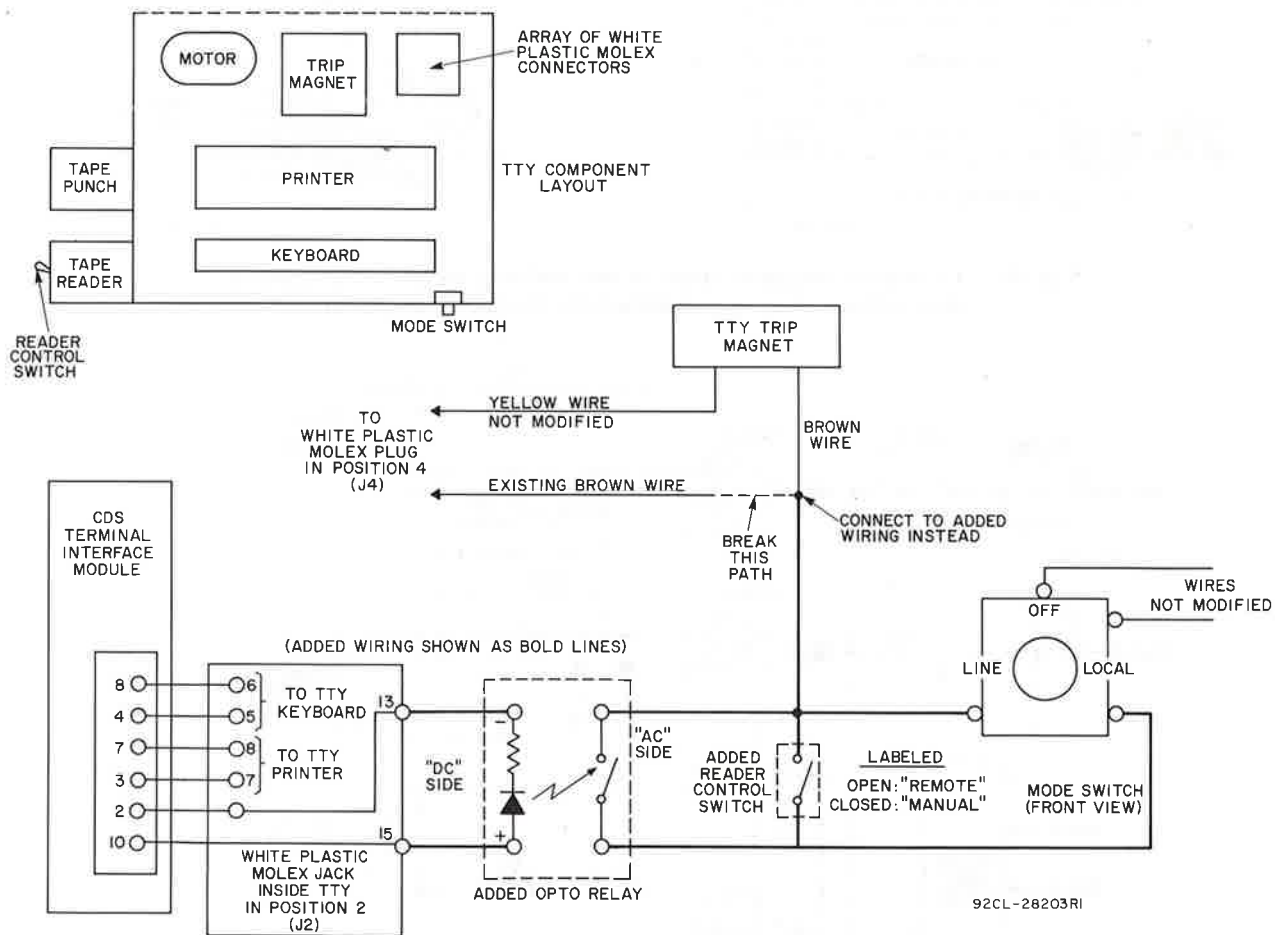 MOTOR
TRIP
MAGNET
ARRAY OF WHITE
PLASTIC MOLEX
CONNECTORS
TAPE
PUNCH
PRINTER
TTY COMPONENT
LAYOUT
TAPE
READER
KEYBOARD
READER
CONTROL
SWITCH
MODE SWITCH
TTY TRIP
MAGNET
YELLOW WIRE
NOT MODIFIED
TO
WHITE PLASTIC
MOLEX PLUG
IN POSITION 4
(J4)
BROWN
WIRE
EXISTING BROWN WIRE
CONNECT TO ADDED
WIRING INSTEAD
BREAK
THIS
PATH
CDS
TERMINAL
INTERFACE
MODULE
WIRES
NOT MODIFIED
OFF
LINE
LOCAL
(ADDED WIRING SHOWN AS BOLD LINES)
8
6
TO TTY
KEYBOARD
4
5
13
7
8
TO TTY
PRINTER
3
7
2
10
15
WHITE PLASTIC
MOLEX JACK
INSIDE TTY
IN POSITION 2
(J2)
"DC"
SIDE
-
+
"AC"
SIDE
ADDED OPTO RELAY
ADDED
READER
CONTROL
SWITCH
LABELED
OPEN: "REMOTE"
CLOSED: "MANUAL"
MODE SWITCH
(FRONT VIEW)
92CL-28203R1